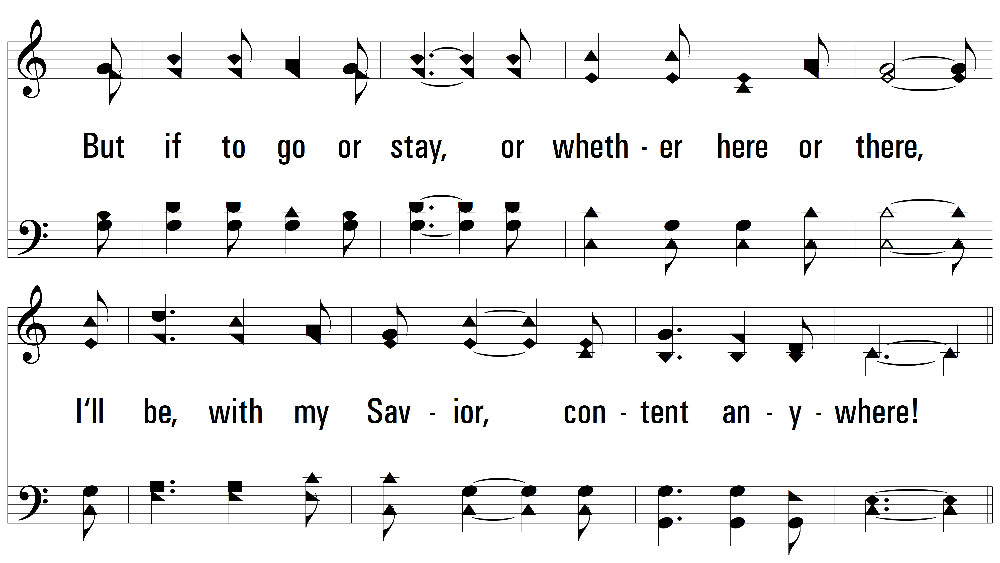 But if to go or stay, or wheth - er here or there,
I‘ll be, with my Sav - ior, con - tent an - y - where!